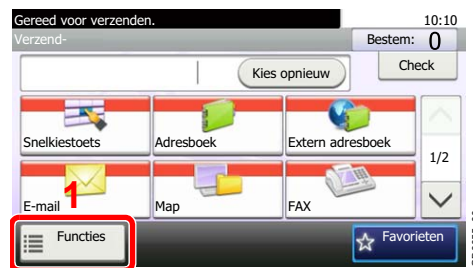 Gereed voor verzenden. 10:10
Verzend- Bestem: 0
Kies opnieuw Check
Snelkiestoets Adresboek Extern adresboek
1/2
E-mail Map FAX
1
Functies Favorieten